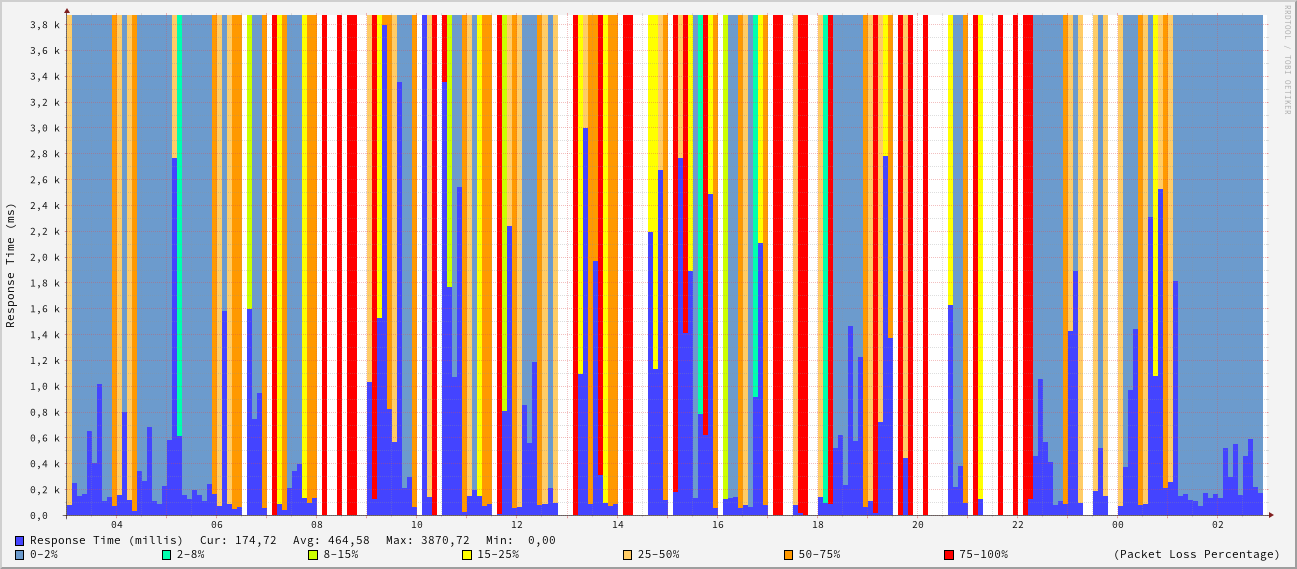 RRDTOOL / TOBI OETIKER
Response Time (ms)
3,8 k
3,6 k
3,4 k
3,2 k
3,0 k
2,8 k
2,6 k
2,4 k
2,2 k
2,0 k
1,8 k
1,6 k
1,4 k
1,2 k
1,0 k
0,8 k
0,6 k
0,4 k
0,2 k
0,0
04 06 08 10 12 14 16 18 20 22 00 02
Response Time (millis) Cur: 174,72 Avg: 464,58 Max: 3870,72 Min: 0,00
0-2% 2-8% 8-15% 15-25% 25-50% 50-75% 75-100% (Packet Loss Percentage)